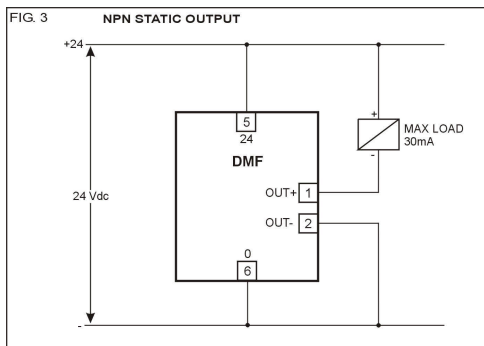 FIG. 3 NPN STATIC OUTPUT
+24
5
24
DMF
+
MAX LOAD
30mA
-
24 Vdc
OUT+ 1
OUT- 2
0
6
-